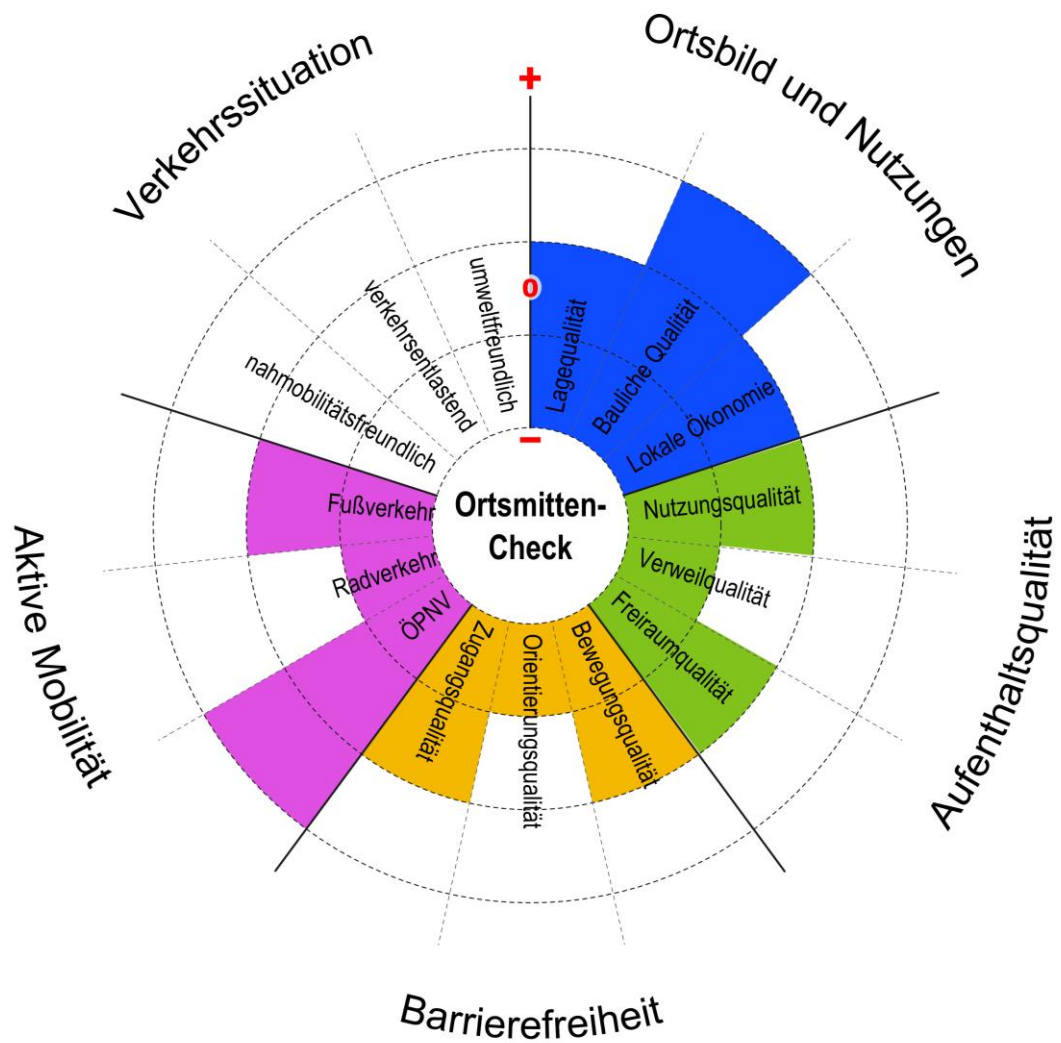 Verkehrssituation
Ortsbild und Nutzungen
+
o
–
umweltfreundlich
verkehrsentlastend
nahmobilitätsfreundlich
Lagequalität
Bauliche Qualität
Lokale Ökonomie
Ortsmitten-
Check
Nutzungsqualität
Verweilqualität
Freiraumqualität
Aufenthaltsqualität
Fußverkehr
Radverkehr
ÖPNV
Aktive Mobilität
Zugangsqualität
Orientierungsqualität
Bewegungsqualität
Barrierefreiheit